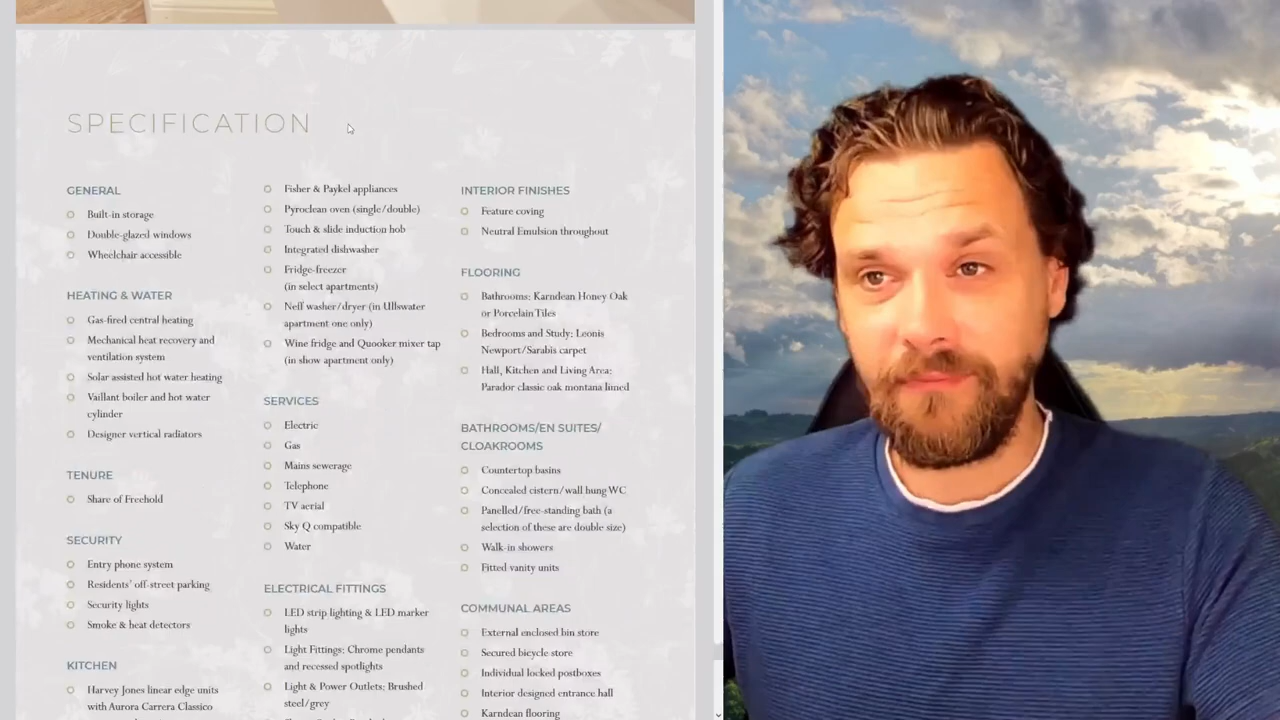 SPECIFICATION
GENERAL
Built-in storage
Double-glazed windows
Wheelchair accessible
HEATING & WATER
Gas-fired central heating
Mechanical heat recovery and
ventilation system
Solar assisted hot water heating
Vaillant boiler and hot water
cylinder
Designer vertical radiators
TENURE
Share of Freehold
SECURITY
Entry phone system
Residents' off-street parking
Security lights
Smoke & heat detectors
KITCHEN
Harvey Jones linear edge units
with Aurora Carrera Classico
Fisher & Paykel appliances
Pyroclean oven (single/double)
Touch & slide induction hob
Integrated dishwasher
Fridge-freezer
(in select apartments)
Neff washer/dryer (in Ullswater
apartment one only)
Wine fridge and Quooker mixer tap
(in show apartment only)
SERVICES
Electric
Gas
Mains sewerage
Telephone
TV aerial
Sky Q compatible
Water
ELECTRICAL FITTINGS
LED strip lighting & LED marker
lights
Light Fittings: Chrome pendants
and recessed spotlights
Light & Power Outlets: Brushed
steel/grey
INTERIOR FINISHES
Feature coving
Neutral Emulsion throughout
FLOORING
Bathrooms: Karndean Honey Oak
or Porcelain Tiles
Bedrooms and Study: Leonis
Newport/Sarabis carpet
Hall, Kitchen and Living Area:
Parador classic oak montana limed
BATHROOMS/EN SUITES/
CLOAKROOMS
Countertop basins
Concealed cistern/wall hung WC
Panelled/free-standing bath (a
selection of these are double size)
Walk-in showers
Fitted vanity units
COMMUNAL AREAS
External enclosed bin store
Secured bicycle store
Individual locked postboxes
Interior designed entrance hall
Karndean flooring